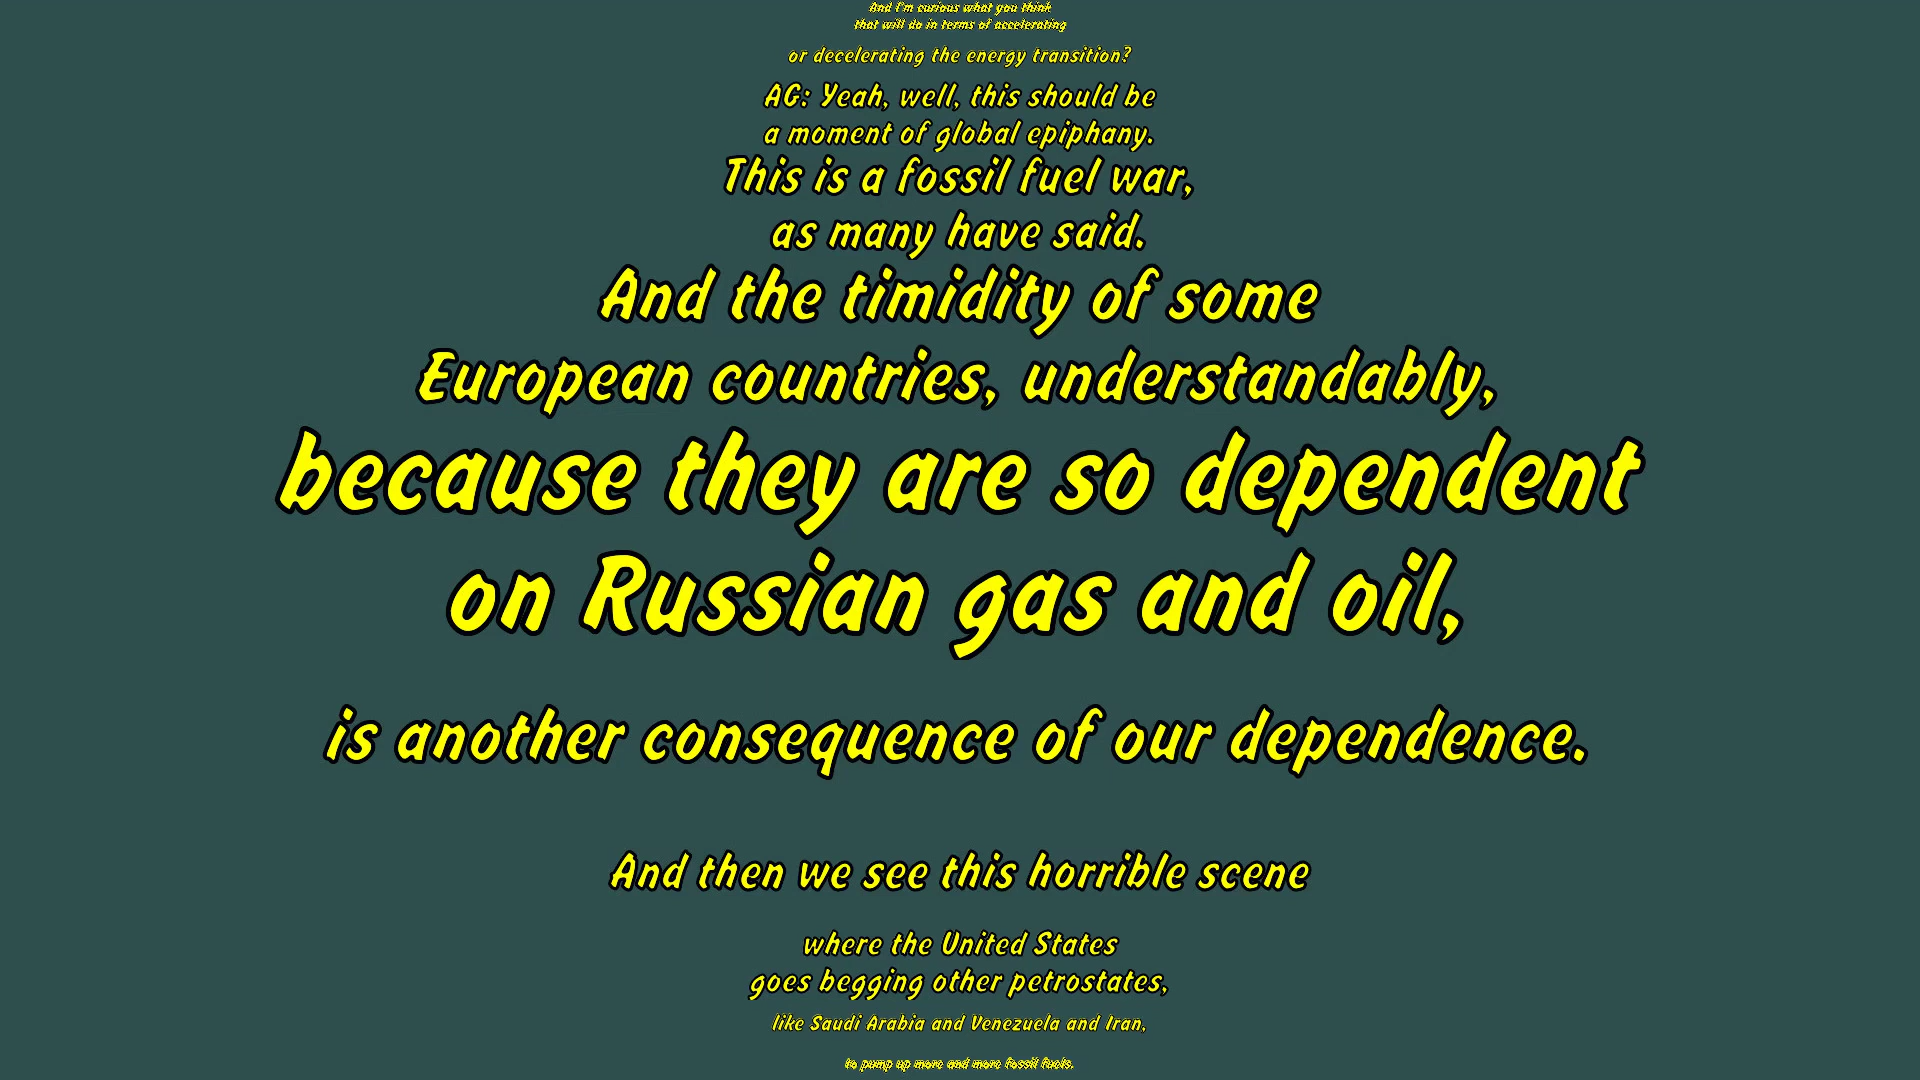 And I'm curious what you think
that will do in terms of accelerating
or decelerating the energy transition?
AG: Yeah, well, this should be
a moment of global epiphany.
This is a fossil fuel war,
as many have said.
And the timidity of some
European countries, understandably,
because they are so dependent
on Russian gas and oil,
is another consequence of our dependence.
And then we see this horrible scene
where the United States
goes begging other petrostates,
like Saudi Arabia and Venezuela and Iran,
to pump up more and more fossil fuels.